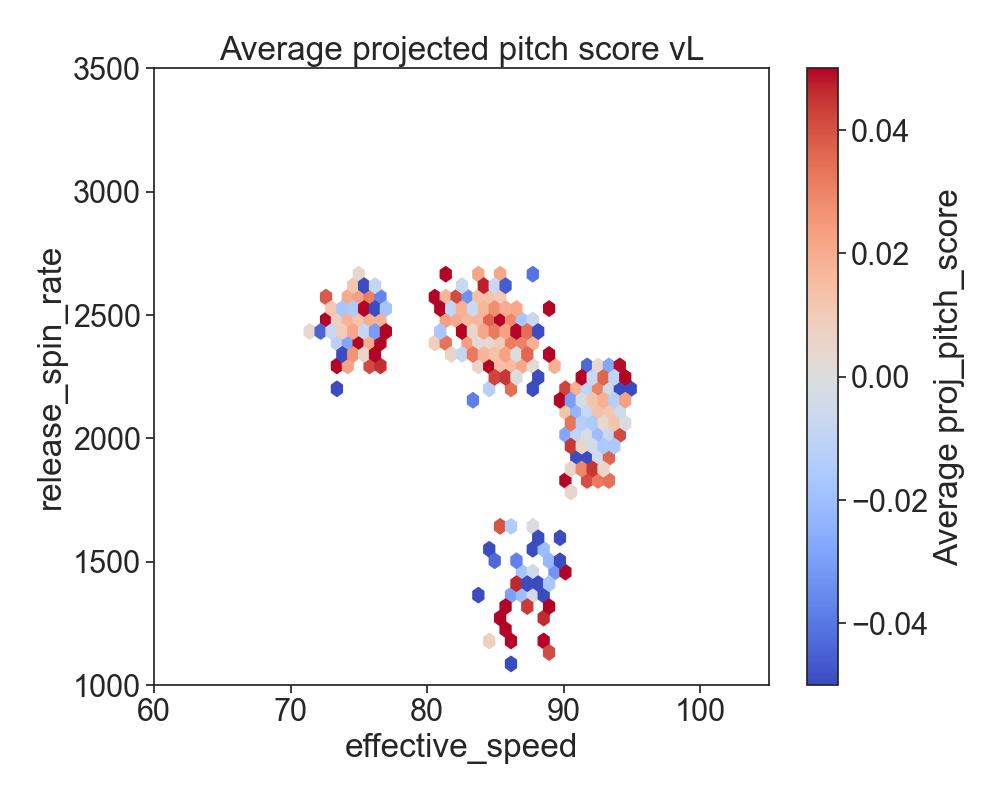 Average projected pitch score vL
3500
3000
2500
2000
1500
1000
release_spin_rate
60 70 80 90 100
effective_speed
0.04
0.02
0.00
−0.02
−0.04
Average proj_pitch_score